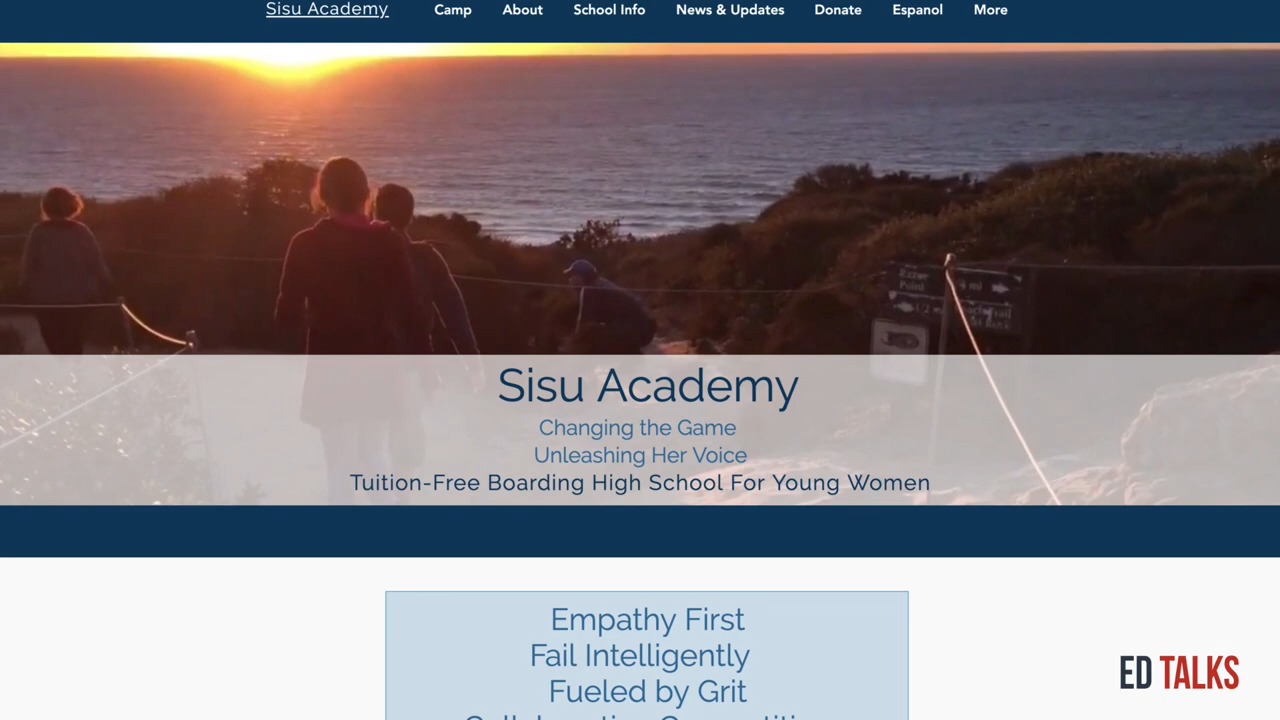 Sisu Academy Camp About School Info News & Updates Donate Espanol More
Point
Sisu Academy
Changing the Game
Unleashing Her Voice
Tuition-Free Boarding High School For Young Women
Empathy First
Fail Intelligently
Fueled by Grit
ED TALKS